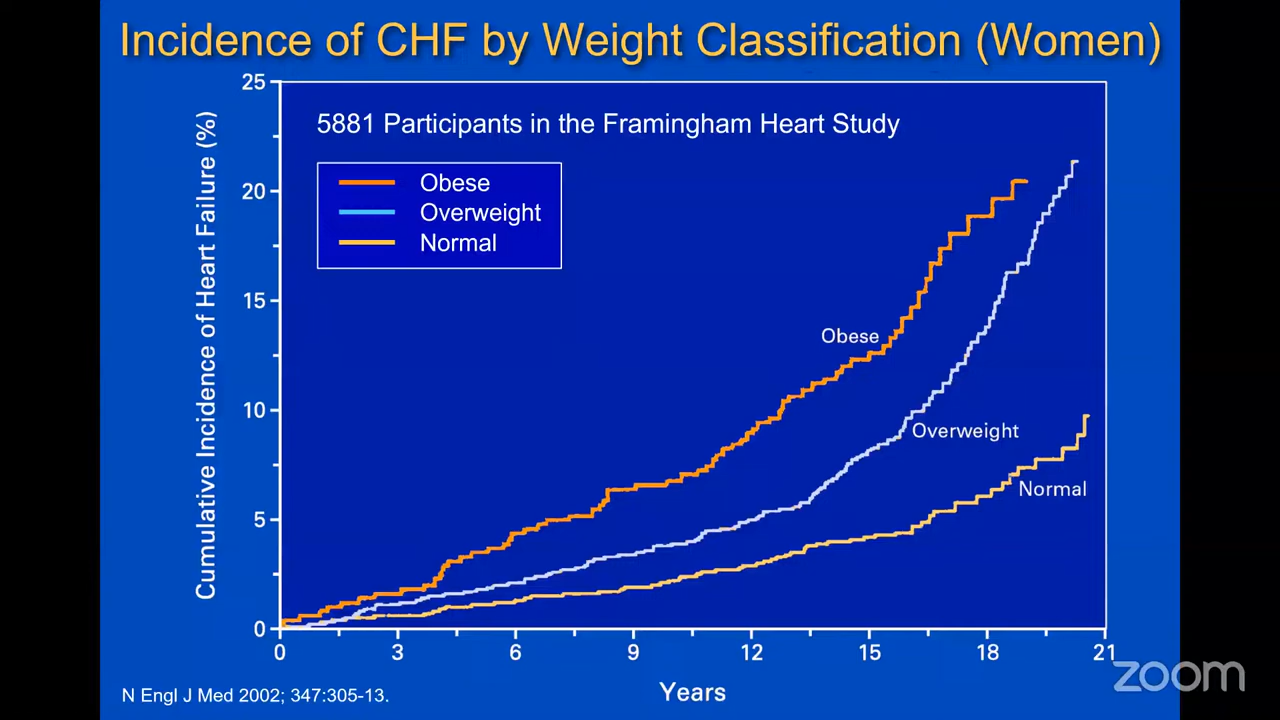 Incidence of CHF by Weight Classification (Women)
5881 Participants in the Framingham Heart Study
Obese
Overweight
Normal
Cumulative Incidence of Heart Failure (%)
25
20
15
10
5
0
Obese
Overweight
Normal
0 3 6 9 12 15 18 21
Years
N Engl J Med 2002; 347:305-13.
zoom